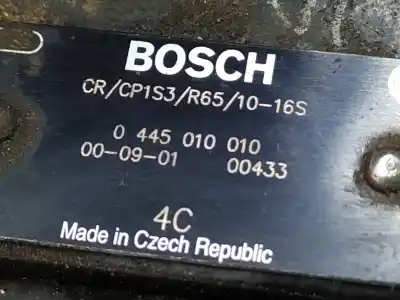 BOSCH
CR/CP1S3/R65/10-16S
0 445 010 010
00-09-01 00433
4C
Made in Czech Republic